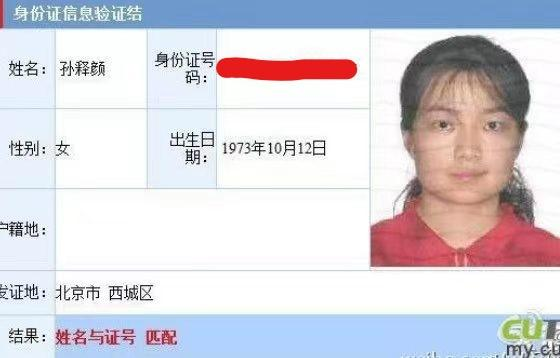 身份证信息验证结
姓名： 孙释颜 身份证号
码：
性别： 女 出生日
期： 1973年10月12日
户籍地：
发证地： 北京市 西城区
结果： 姓名与证号 匹配
my.cu